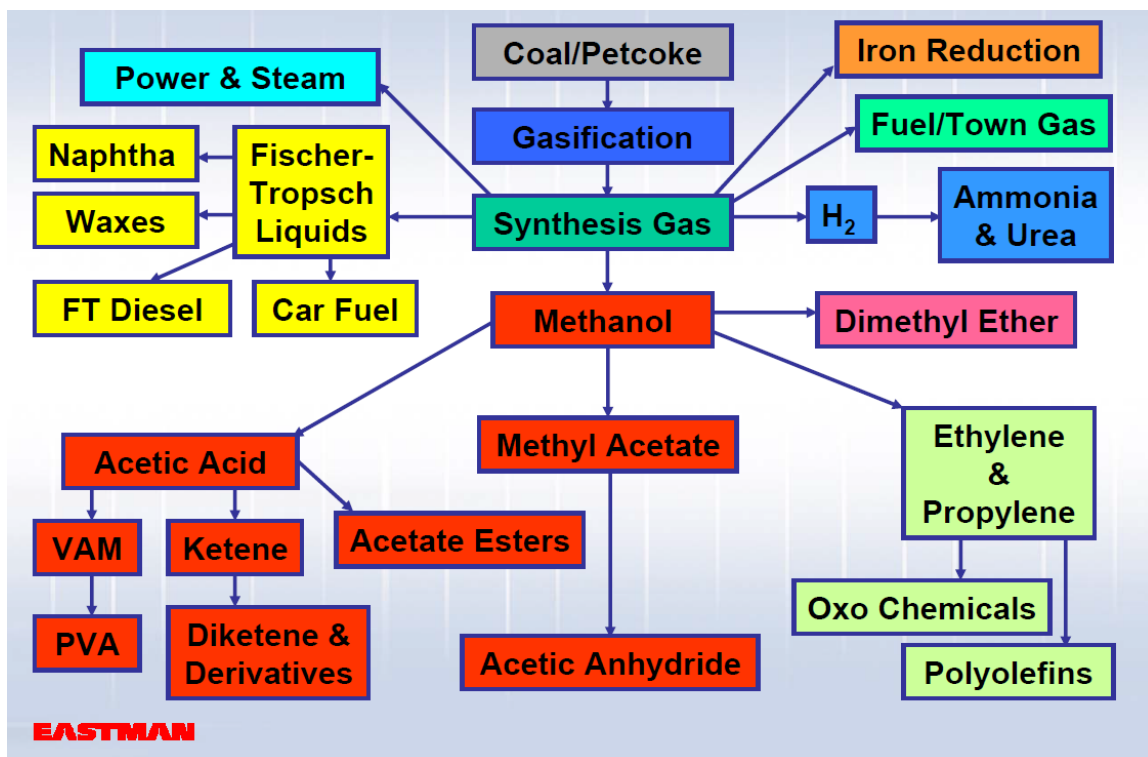 Coal/Petcoke
Iron Reduction
Power & Steam
Gasification
Fuel/Town Gas
Naphtha
Fischer-
Tropsch
Liquids
Waxes
Synthesis Gas
H₂
Ammonia
& Urea
FT Diesel
Car Fuel
Methanol
Dimethyl Ether
Acetic Acid
Methyl Acetate
Ethylene
&
Propylene
VAM
Ketene
Acetate Esters
PVA
Diketene &
Derivatives
Acetic Anhydride
Oxo Chemicals
Polyolefins
EASTMAN